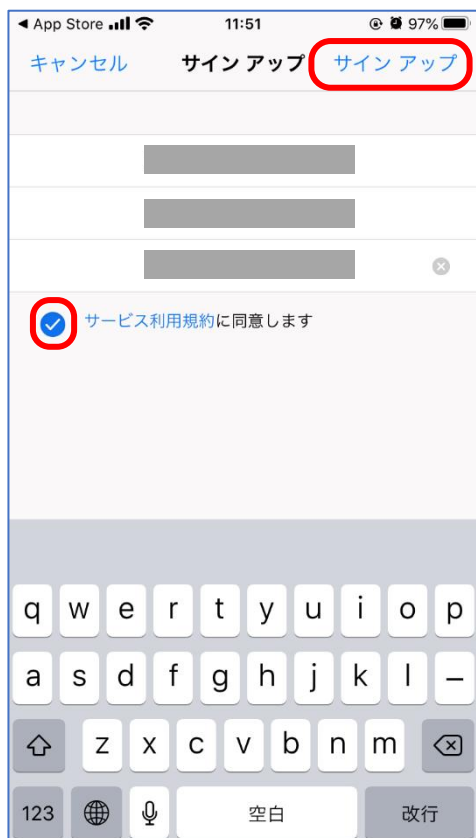 ◀ App Store 11:51 97%
キャンセル サイン アップ サイン アップ
サービス利用規約に同意します
q w e r t y u i o p
a s d f g h j k l –
z x c v b n m
123 空白 改行